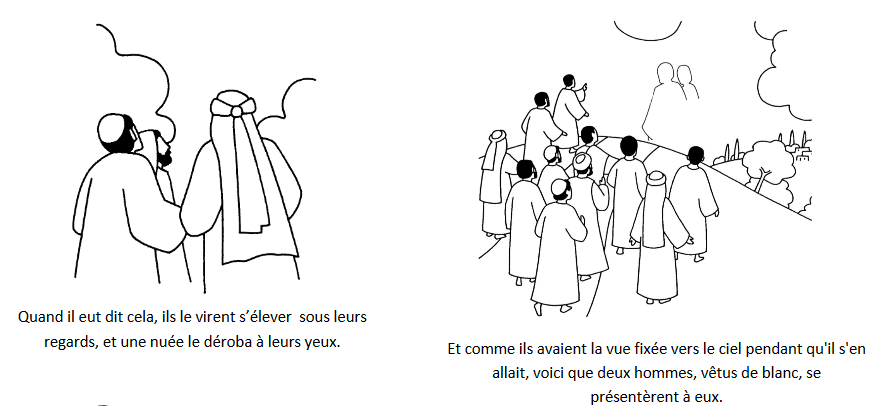 Quand il eut dit cela, ils le virent s’élever sous leurs
regards, et une nuée le déroba à leurs yeux.
Et comme ils avaient la vue fixée vers le ciel pendant qu'il s'en
allait, voici que deux hommes, vêtus de blanc, se
présentèrent à eux.